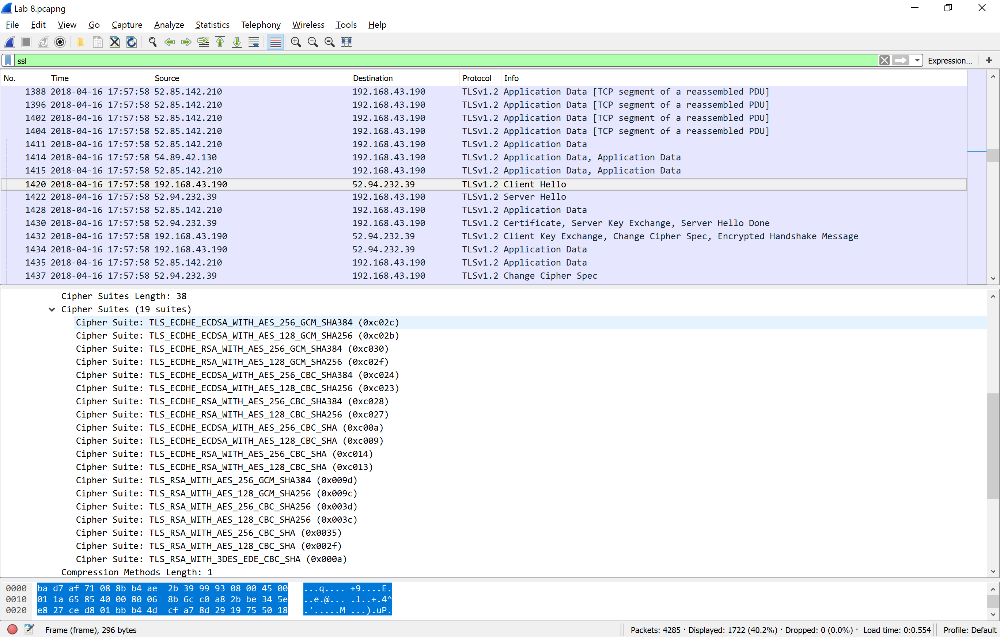 Lab 8.pcapng
File Edit View Go Capture Analyze Statistics Telephony Wireless Tools Help
ssl Expression... +
No. Time Source Destination Protocol Info
1388 2018-04-16 17:57:58 52.85.142.210 192.168.43.190 TLSv1.2 Application Data [TCP segment of a reassembled PDU]
1396 2018-04-16 17:57:58 52.85.142.210 192.168.43.190 TLSv1.2 Application Data [TCP segment of a reassembled PDU]
1402 2018-04-16 17:57:58 52.85.142.210 192.168.43.190 TLSv1.2 Application Data [TCP segment of a reassembled PDU]
1404 2018-04-16 17:57:58 52.85.142.210 192.168.43.190 TLSv1.2 Application Data [TCP segment of a reassembled PDU]
1411 2018-04-16 17:57:58 52.85.142.210 192.168.43.190 TLSv1.2 Application Data
1414 2018-04-16 17:57:58 54.89.42.130 192.168.43.190 TLSv1.2 Application Data, Application Data
1415 2018-04-16 17:57:58 52.85.142.210 192.168.43.190 TLSv1.2 Application Data, Application Data
1420 2018-04-16 17:57:58 192.168.43.190 52.94.232.39 TLSv1.2 Client Hello
1422 2018-04-16 17:57:58 52.94.232.39 192.168.43.190 TLSv1.2 Server Hello
1428 2018-04-16 17:57:58 52.85.142.210 192.168.43.190 TLSv1.2 Application Data
1430 2018-04-16 17:57:58 52.94.232.39 192.168.43.190 TLSv1.2 Certificate, Server Key Exchange, Server Hello Done
1432 2018-04-16 17:57:58 192.168.43.190 52.94.232.39 TLSv1.2 Client Key Exchange, Change Cipher Spec, Encrypted Handshake Message
1434 2018-04-16 17:57:58 192.168.43.190 52.94.232.39 TLSv1.2 Application Data
1435 2018-04-16 17:57:58 52.85.142.210 192.168.43.190 TLSv1.2 Application Data
1437 2018-04-16 17:57:58 52.94.232.39 192.168.43.190 TLSv1.2 Change Cipher Spec
Cipher Suites Length: 38
Cipher Suites (19 suites)
Cipher Suite: TLS_ECDHE_ECDSA_WITH_AES_256_GCM_SHA384 (0xc02c)
Cipher Suite: TLS_ECDHE_ECDSA_WITH_AES_128_GCM_SHA256 (0xc02b)
Cipher Suite: TLS_ECDHE_RSA_WITH_AES_256_GCM_SHA384 (0xc030)
Cipher Suite: TLS_ECDHE_RSA_WITH_AES_128_GCM_SHA256 (0xc02f)
Cipher Suite: TLS_ECDHE_ECDSA_WITH_AES_256_CBC_SHA384 (0xc024)
Cipher Suite: TLS_ECDHE_ECDSA_WITH_AES_128_CBC_SHA256 (0xc023)
Cipher Suite: TLS_ECDHE_RSA_WITH_AES_256_CBC_SHA384 (0xc028)
Cipher Suite: TLS_ECDHE_RSA_WITH_AES_128_CBC_SHA256 (0xc027)
Cipher Suite: TLS_ECDHE_ECDSA_WITH_AES_256_CBC_SHA (0xc00a)
Cipher Suite: TLS_ECDHE_ECDSA_WITH_AES_128_CBC_SHA (0xc009)
Cipher Suite: TLS_ECDHE_RSA_WITH_AES_256_CBC_SHA (0xc014)
Cipher Suite: TLS_ECDHE_RSA_WITH_AES_128_CBC_SHA (0xc013)
Cipher Suite: TLS_RSA_WITH_AES_256_GCM_SHA384 (0x009d)
Cipher Suite: TLS_RSA_WITH_AES_128_GCM_SHA256 (0x009c)
Cipher Suite: TLS_RSA_WITH_AES_256_CBC_SHA256 (0x003d)
Cipher Suite: TLS_RSA_WITH_AES_128_CBC_SHA256 (0x003c)
Cipher Suite: TLS_RSA_WITH_AES_256_CBC_SHA (0x0035)
Cipher Suite: TLS_RSA_WITH_AES_128_CBC_SHA (0x002f)
Cipher Suite: TLS_RSA_WITH_3DES_EDE_CBC_SHA (0x000a)
Compression Methods Length: 1
0000 ba d7 af 71 08 8b b4 ae 2b 39 99 93 08 00 45 00 ...q.... +9....E.
0010 01 1a 65 85 40 00 80 06 8b 6c c0 a8 2b be 34 5e ..e.@... .l..+.4^
0020 e8 27 ce d8 01 bb b4 4d cf a7 8d 29 19 75 50 18 .'.....M ...).uP.
Frame (frame), 296 bytes Packets: 4285 · Displayed: 1722 (40.2%) · Dropped: 0 (0.0%) · Load time: 0:0.554 Profile: Default